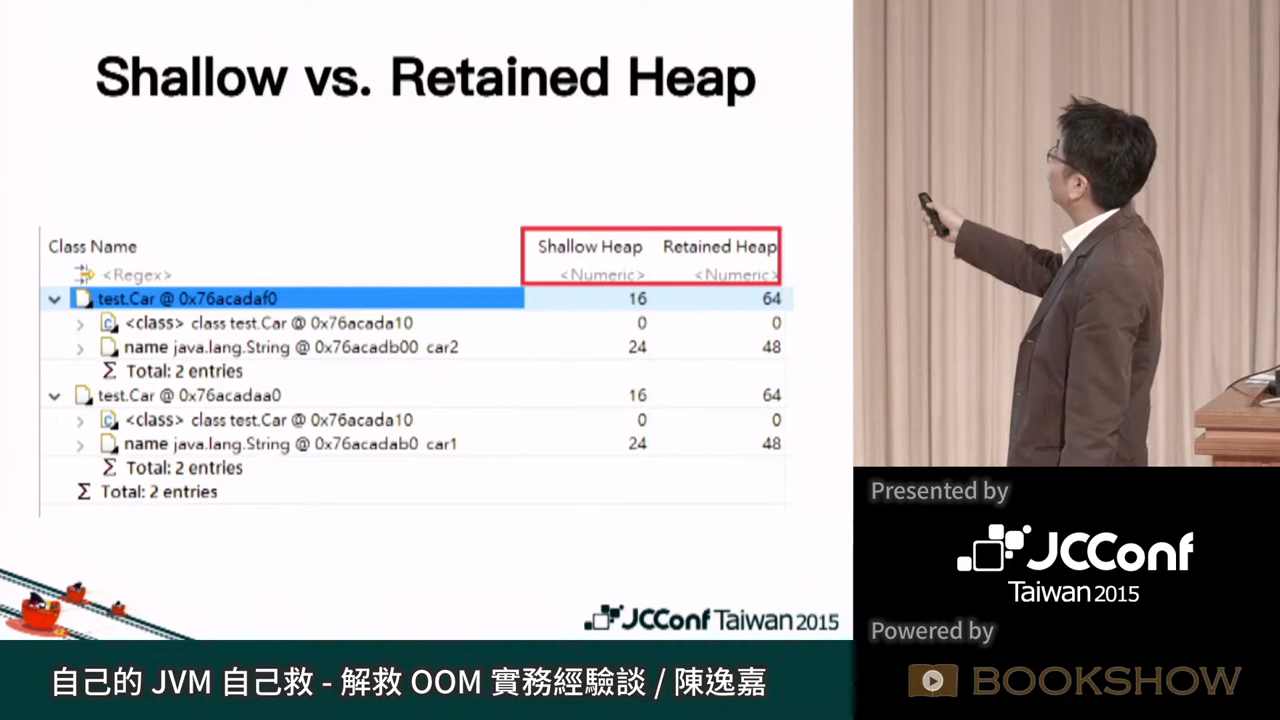 Shallow vs. Retained Heap
Class Name Shallow Heap Retained Heap
<Regex> <Numeric> <Numeric>
test.Car @ 0x76acadaf0 16 64
<class> class test.Car @ 0x76acada10 0 0
name java.lang.String @ 0x76acadb00 car2 24 48
Σ Total: 2 entries
test.Car @ 0x76acadaa0 16 64
<class> class test.Car @ 0x76acada10 0 0
name java.lang.String @ 0x76acadab0 car1 24 48
Σ Total: 2 entries
Σ Total: 2 entries
JCConf Taiwan 2015
自己的 JVM 自己救 - 解救 OOM 實務經驗談 / 陳逸嘉
Presented by
JCConf
Taiwan 2015
Powered by
BOOKSHOW